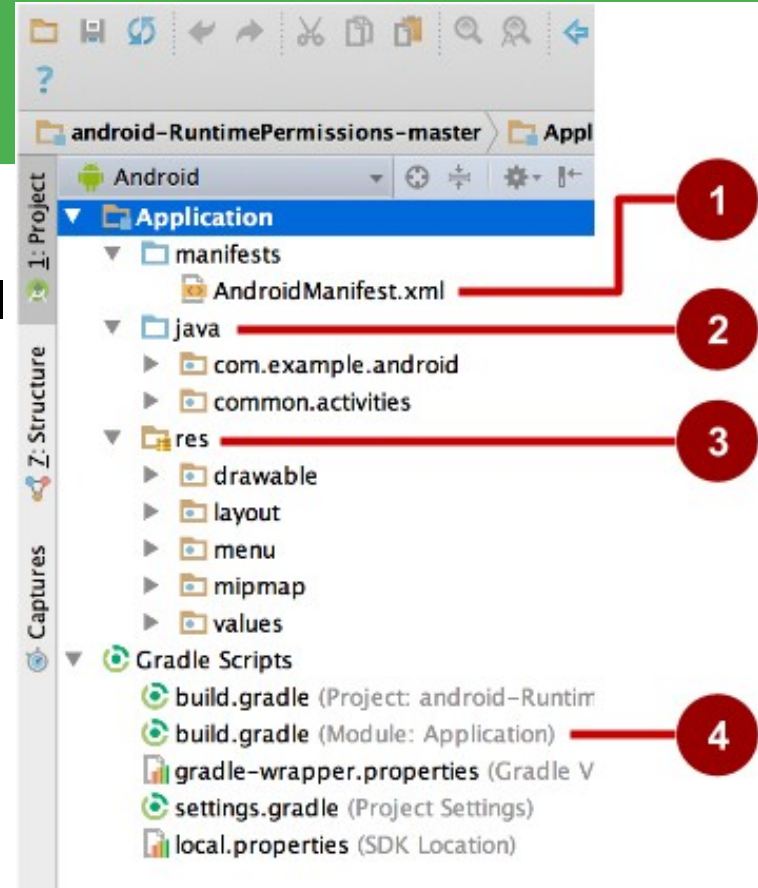 ?
android-RuntimePermissions-master Appl
Android
1: Project
Application
1
manifests
AndroidManifest.xml
java
2
com.example.android
common.activities
7: Structure
res
3
drawable
layout
menu
mipmap
values
Captures
Gradle Scripts
build.gradle (Project: android-Runtim
build.gradle (Module: Application)
4
gradle-wrapper.properties (Gradle V
settings.gradle (Project Settings)
local.properties (SDK Location)